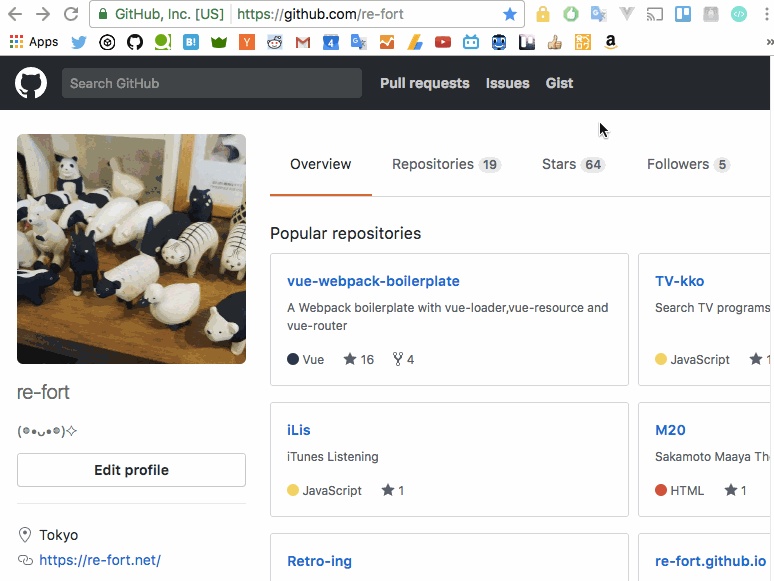 GitHub, Inc. [US] https://github.com/re-fort
Apps
B!
Y
4
a
»
Search GitHub
Pull requests Issues Gist
Overview Repositories 19 Stars 64 Followers 5
Popular repositories
vue-webpack-boilerplate
A Webpack boilerplate with vue-loader,vue-resource and
vue-router
Vue 16 4
TV-kko
Search TV programs
JavaScript 1
iLis
iTunes Listening
JavaScript 1
M20
Sakamoto Maaya Th
HTML 1
Retro-ing
re-fort.github.io
re-fort
Edit profile
Tokyo
https://re-fort.net/